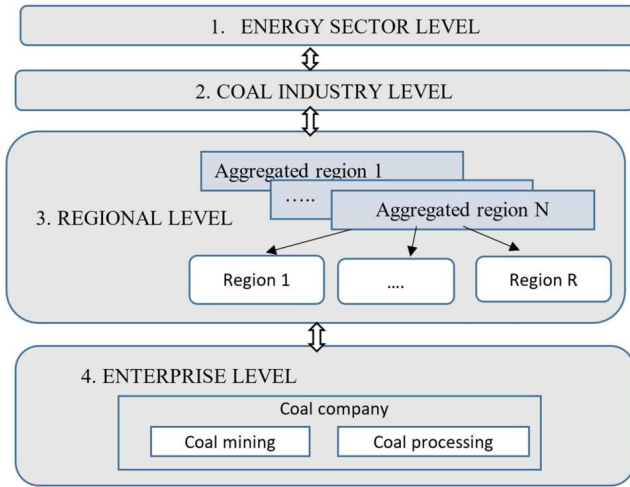 1. ENERGY SECTOR LEVEL
2. COAL INDUSTRY LEVEL
3. REGIONAL LEVEL
Aggregated region 1
.....
Aggregated region N
Region 1
....
Region R
4. ENTERPRISE LEVEL
Coal company
Coal mining
Coal processing